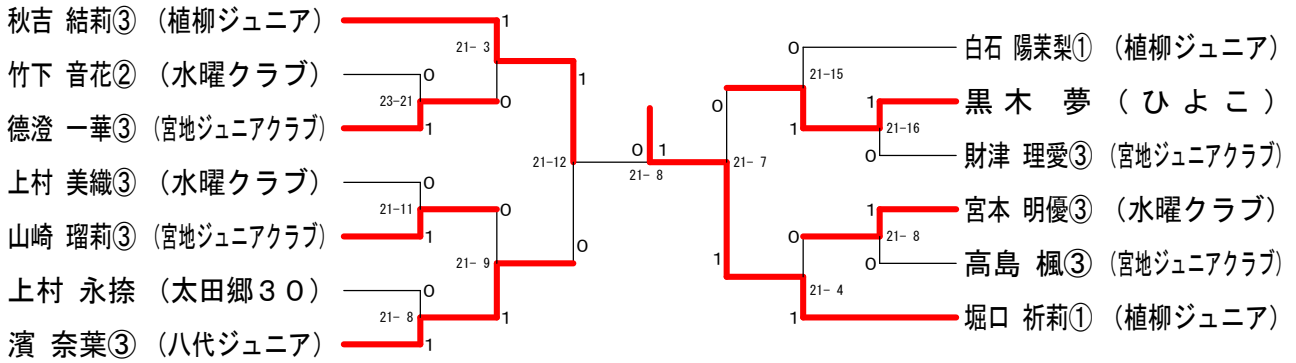 秋吉 結莉③ (植柳ジュニア)
竹下 音花② (水曜クラブ)
德澄 一華③ (宮地ジュニアクラブ)
上村 美織③ (水曜クラブ)
山崎 瑠莉③ (宮地ジュニアクラブ)
上村 永捺 (太田郷30)
濱 奈葉③ (八代ジュニア)
1
21- 3
0
23-21
1
0
1
21-12
0
21-11
1
0
21- 9
0
0
21- 8
1
1
0 1
21- 8
0
21-15
0
1
1
21-16
0
21- 7
1
0
1
21- 8
0
21- 4
1
白石 陽茉梨① (植柳ジュニア)
黒木 夢 (ひよこ)
財津 理愛③ (宮地ジュニアクラブ)
宮本 明優③ (水曜クラブ)
高島 楓③ (宮地ジュニアクラブ)
堀口 祈莉① (植柳ジュニア)